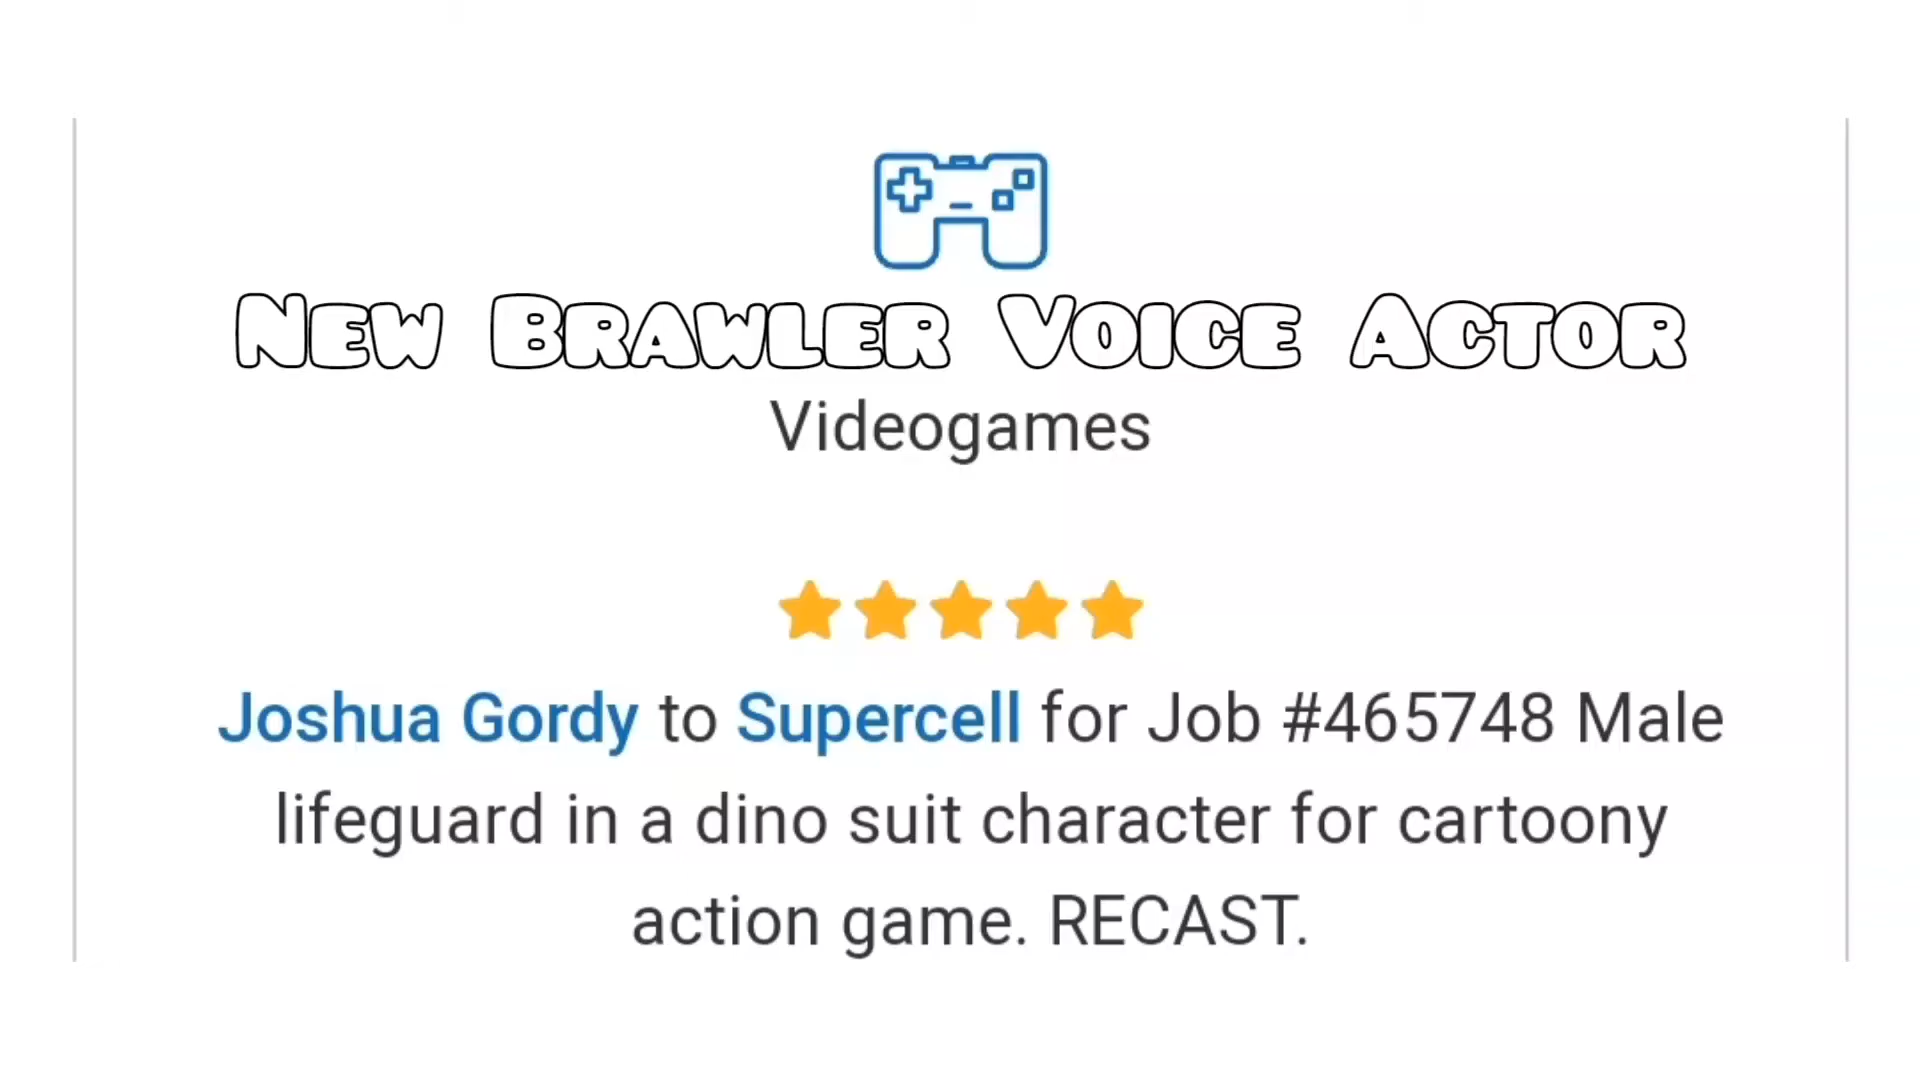 New Brawler Voice Actor
Videogames
Joshua Gordy to Supercell for Job #465748 Male
lifeguard in a dino suit character for cartoony
action game. RECAST.